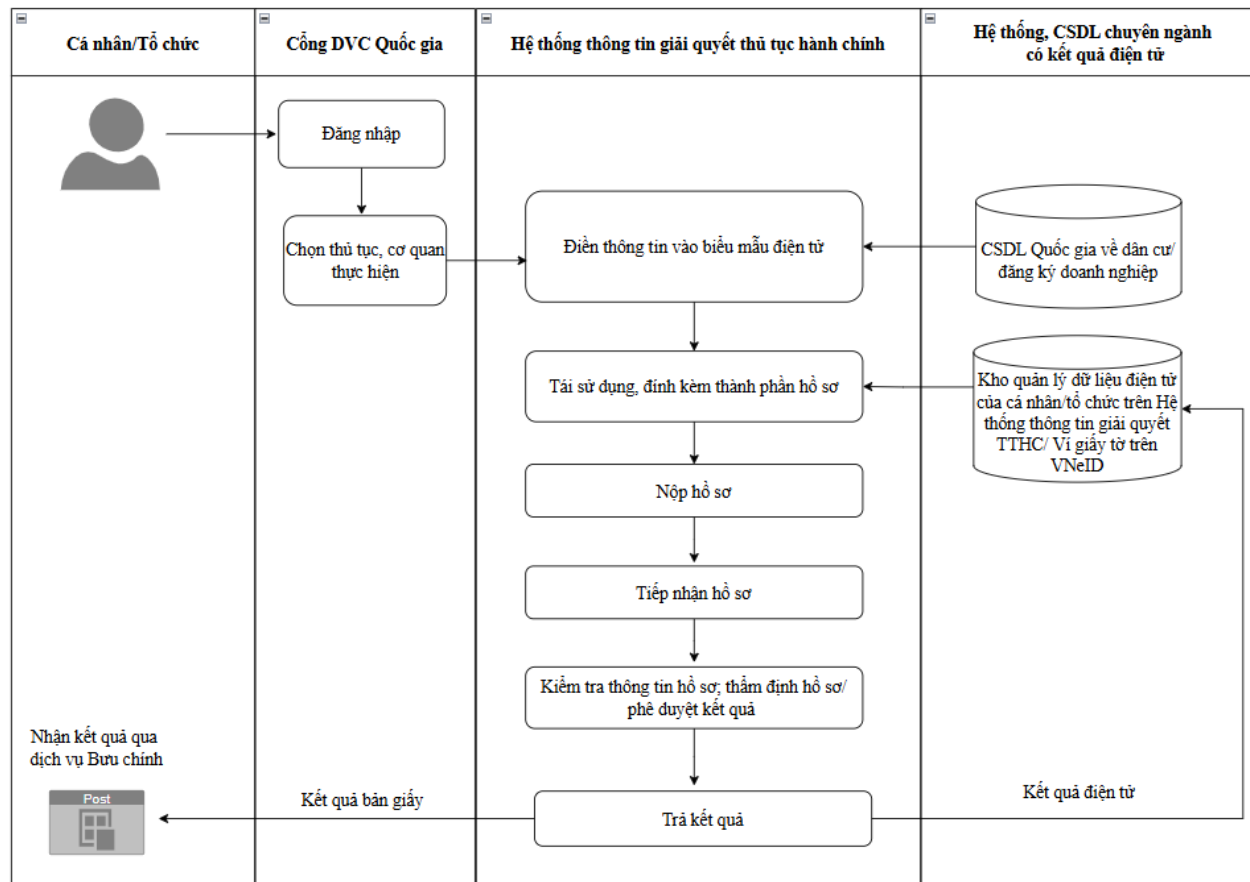 Cá nhân/Tổ chức
Cổng DVC Quốc gia
Hệ thống thông tin giải quyết thủ tục hành chính
Hệ thống, CSDL chuyên ngành
có kết quả điện tử
Đăng nhập
Chọn thủ tục, cơ quan
thực hiện
Điền thông tin vào biểu mẫu điện tử
CSDL Quốc gia về dân cư/
đăng ký doanh nghiệp
Tái sử dụng, đính kèm thành phần hồ sơ
Kho quản lý dữ liệu điện tử
của cá nhân/tổ chức trên Hệ
thống thông tin giải quyết
TTHC/ Ví giấy tờ trên
VNeID
Nộp hồ sơ
Tiếp nhận hồ sơ
Kiểm tra thông tin hồ sơ; thẩm định hồ sơ/
phê duyệt kết quả
Nhận kết quả qua
dịch vụ Bưu chính
Post
Kết quả bản giấy
Trả kết quả
Kết quả điện tử